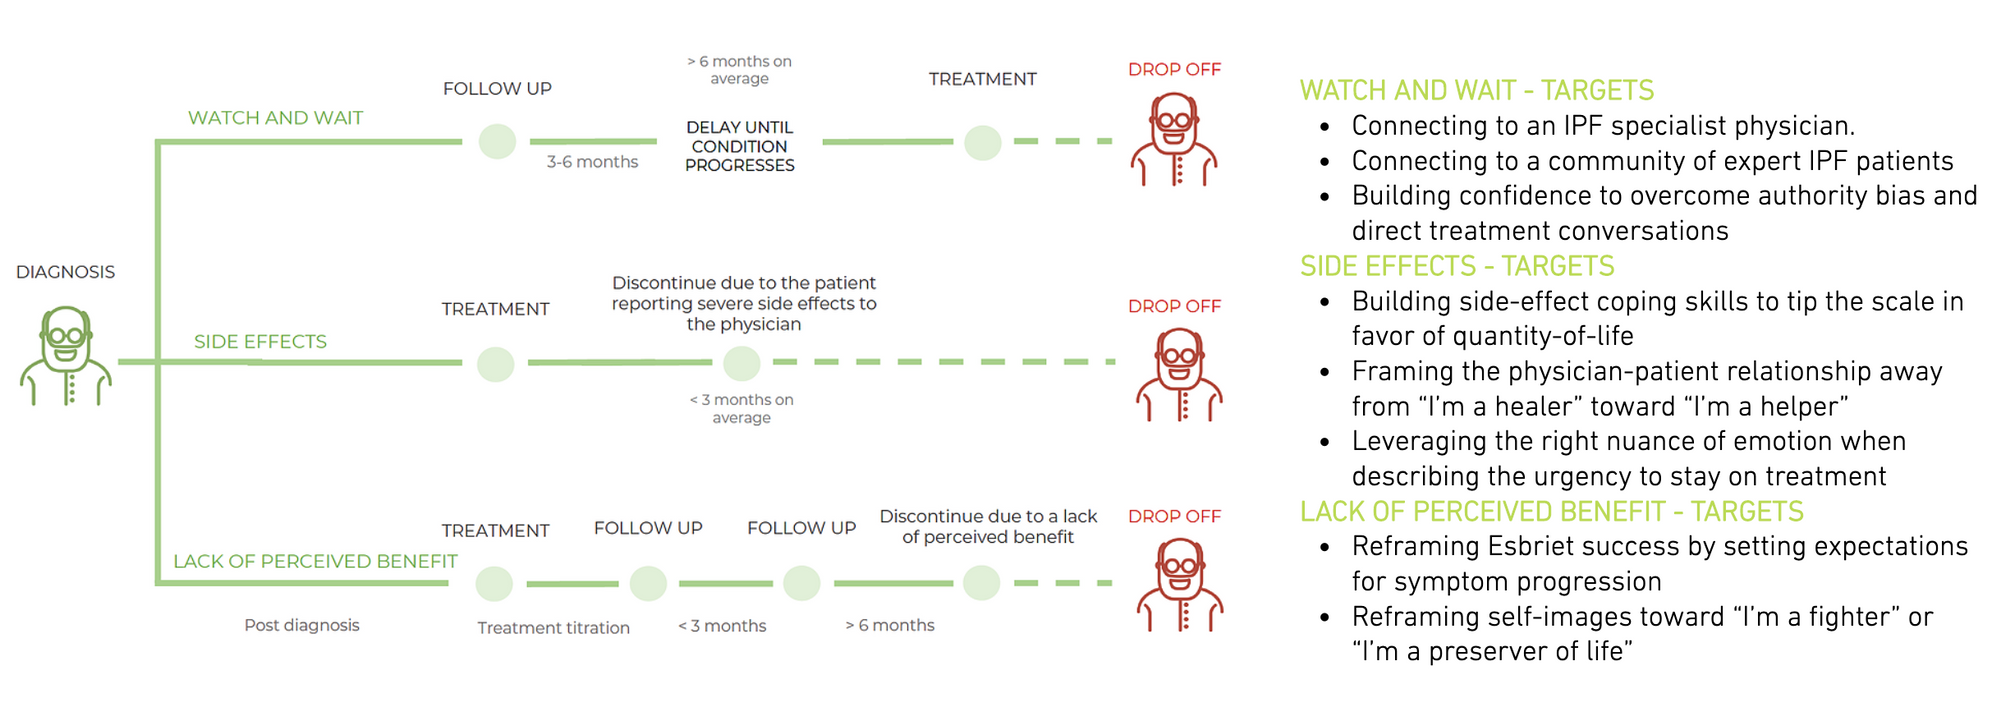 WATCH AND WAIT
FOLLOW UP
3-6 months
> 6 months on
average
DELAY UNTIL
CONDITION
PROGRESSES
TREATMENT
DROP OFF
DIAGNOSIS
SIDE EFFECTS
TREATMENT
Discontinue due to the patient
reporting severe side effects to
the physician
< 3 months on
average
DROP OFF
LACK OF PERCEIVED BENEFIT
Post diagnosis
TREATMENT
Treatment titration
FOLLOW UP
< 3 months
FOLLOW UP
> 6 months
Discontinue due to a lack
of perceived benefit
DROP OFF
WATCH AND WAIT - TARGETS
• Connecting to an IPF specialist physician.
• Connecting to a community of expert IPF patients
• Building confidence to overcome authority bias and
direct treatment conversations
SIDE EFFECTS - TARGETS
• Building side-effect coping skills to tip the scale in
favor of quantity-of-life
• Framing the physician-patient relationship away
from “I’m a healer” toward “I’m a helper”
• Leveraging the right nuance of emotion when
describing the urgency to stay on treatment
LACK OF PERCEIVED BENEFIT - TARGETS
• Reframing Esbriet success by setting expectations
for symptom progression
• Reframing self-images toward “I’m a fighter” or
“I’m a preserver of life”